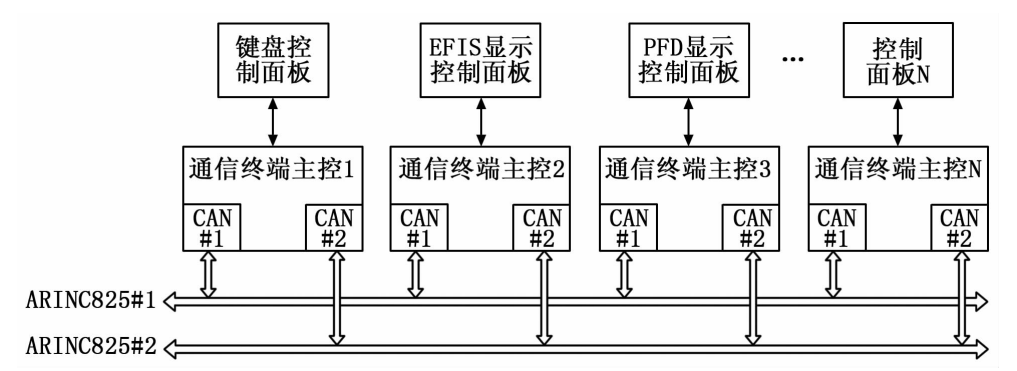 键盘控
制面板
EFIS显示
控制面板
PFD显示
控制面板
...
控制
面板N
通信终端主控1
通信终端主控2
通信终端主控3
通信终端主控N
CAN
#1
CAN
#2
CAN
#1
CAN
#2
CAN
#1
CAN
#2
CAN
#1
CAN
#2
ARINC825#1
ARINC825#2